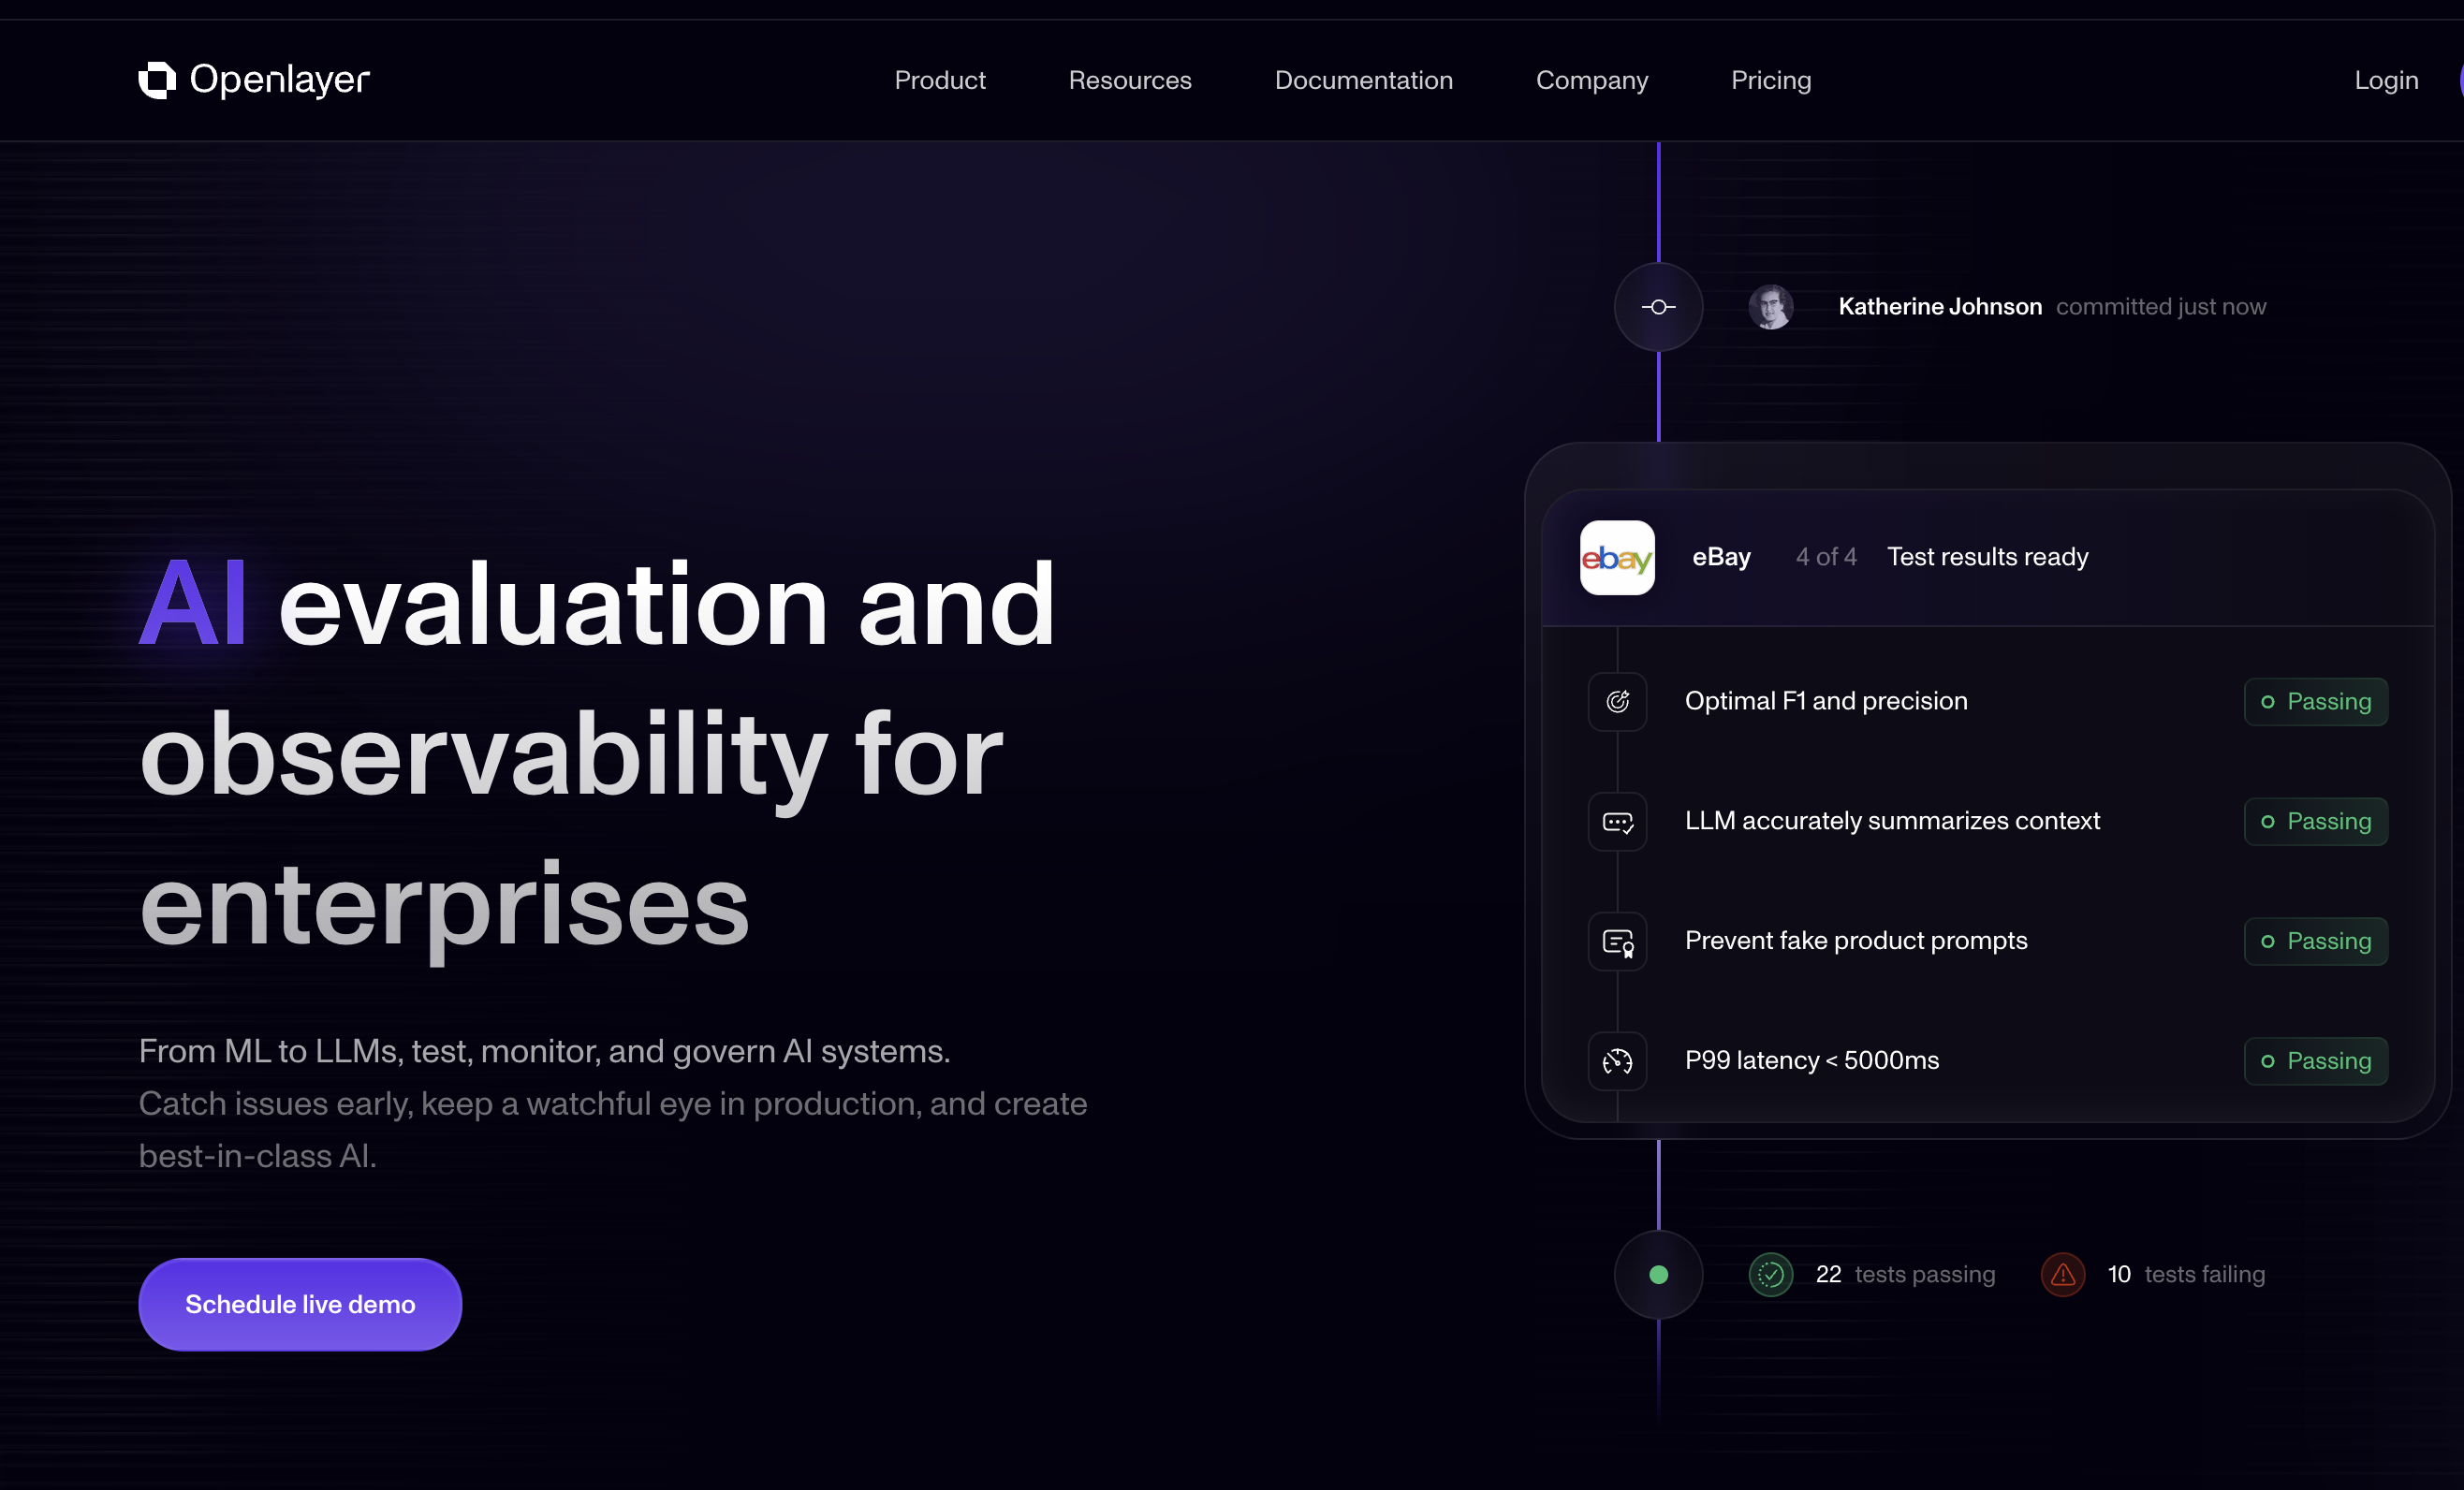 Openlayer
Product Resources Documentation Company Pricing Login
Katherine Johnson committed just now
AI evaluation and
observability for
enterprises
From ML to LLMs, test, monitor, and govern AI systems.
Catch issues early, keep a watchful eye in production, and create
best-in-class AI.
Schedule live demo
ebay eBay 4 of 4 Test results ready
Optimal F1 and precision Passing
LLM accurately summarizes context Passing
Prevent fake product prompts Passing
P99 latency < 5000ms Passing
22 tests passing 10 tests failing